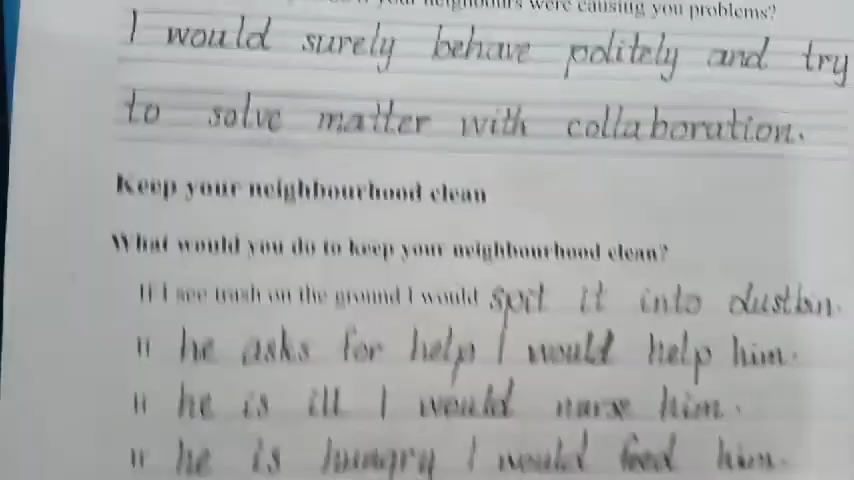 your neighbours were causing you problems?
I would surely behave politely and try
to solve matter with collaboration.
Keep your neighbourhood clean
What would you do to keep your neighbourhood clean?
If I see trash on the ground I would spit it into dustbin.
" he asks for help I would help him.
" he is ill I would nurse him.
" he is hungry I would feed him.